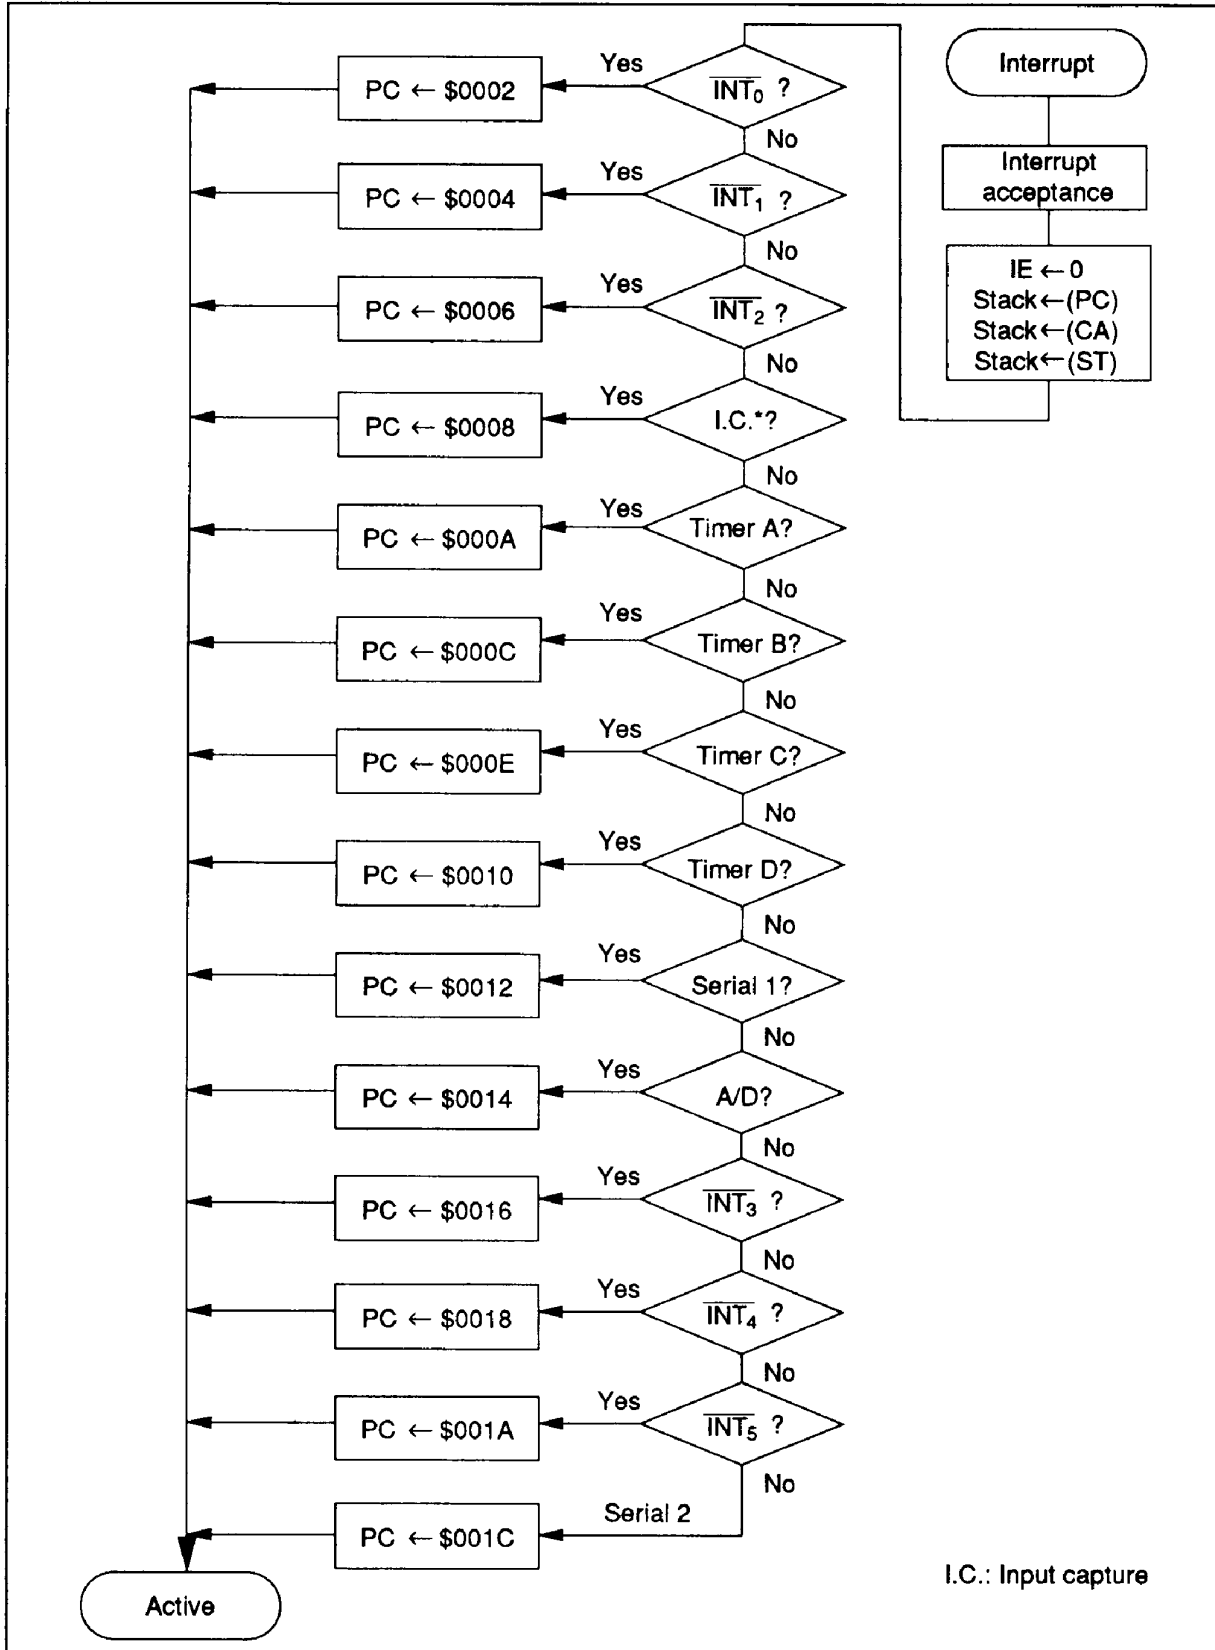 Interrupt
Interrupt
acceptance
IE ← 0
Stack←(PC)
Stack←(CA)
Stack←(ST)
INT0 ?
Yes
PC ← $0002
No
INT1 ?
Yes
PC ← $0004
No
INT2 ?
Yes
PC ← $0006
No
I.C.*?
Yes
PC ← $0008
No
Timer A?
Yes
PC ← $000A
No
Timer B?
Yes
PC ← $000C
No
Timer C?
Yes
PC ← $000E
No
Timer D?
Yes
PC ← $0010
No
Serial 1?
Yes
PC ← $0012
No
A/D?
Yes
PC ← $0014
No
INT3 ?
Yes
PC ← $0016
No
INT4 ?
Yes
PC ← $0018
No
INT5 ?
Yes
PC ← $001A
No
Serial 2
PC ← $001C
Active
I.C.: Input capture